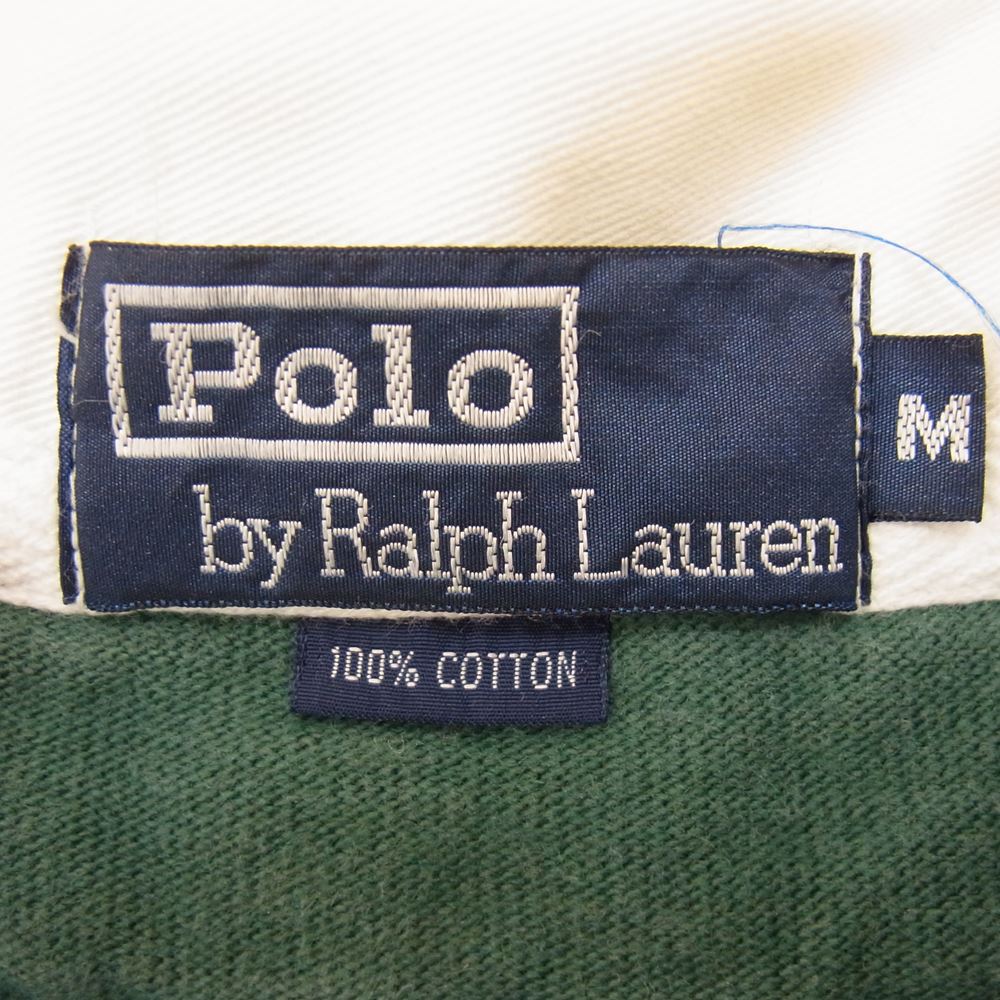 Polo
by Ralph Lauren
M
100% COTTON